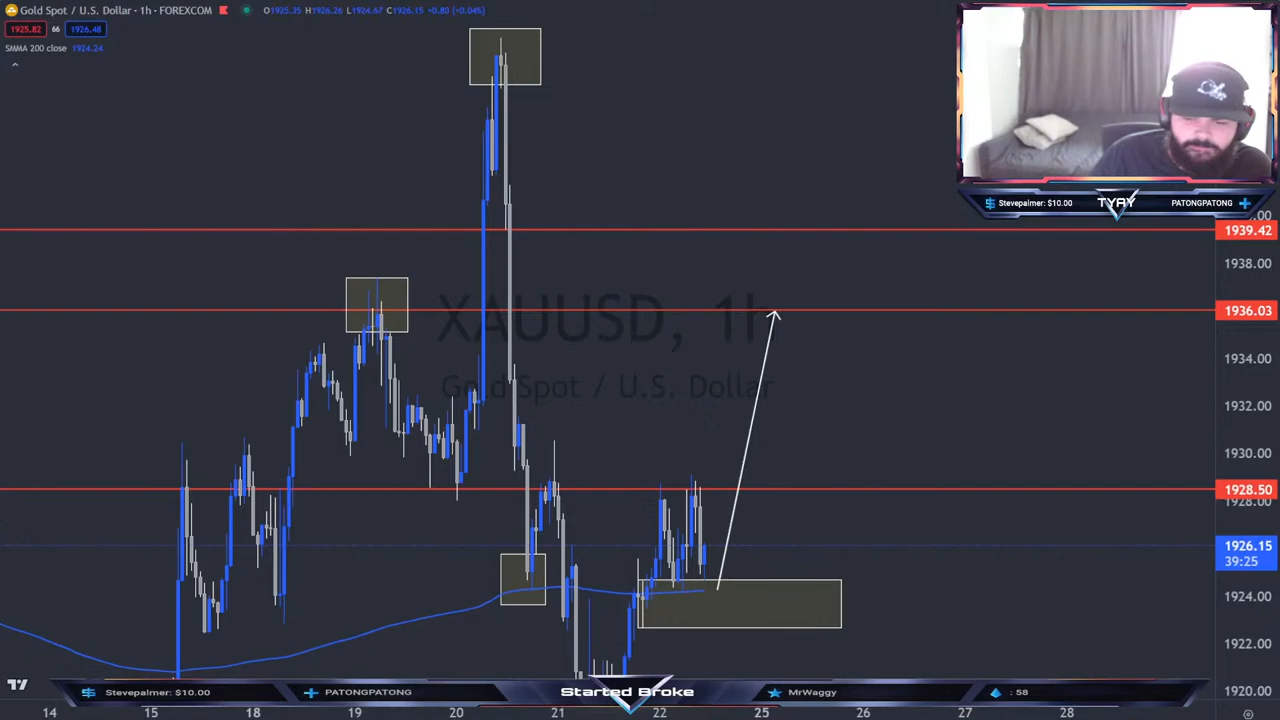 Gold Spot / U.S. Dollar · 1h · FOREXCOM O1925.35 H1926.26 L1924.67 C1926.15 +0.80 (+0.04%)
1925.82 66 1926.48
SMMA 200 close 1924.24
Stevepalmer: $10.00 TYAY PATONGPATONG
1939.42
1938.00
XAUUSD, 1h
1936.03
Gold Spot / U.S. Dollar
1934.00
1932.00
1930.00
1928.50
1928.00
1926.15
39:25
1924.00
1922.00
1920.00
Stevepalmer: $10.00 PATONGPATONG Started Broke MrWaggy : 58
14 15 18 19 20 21 22 25 26 27 28